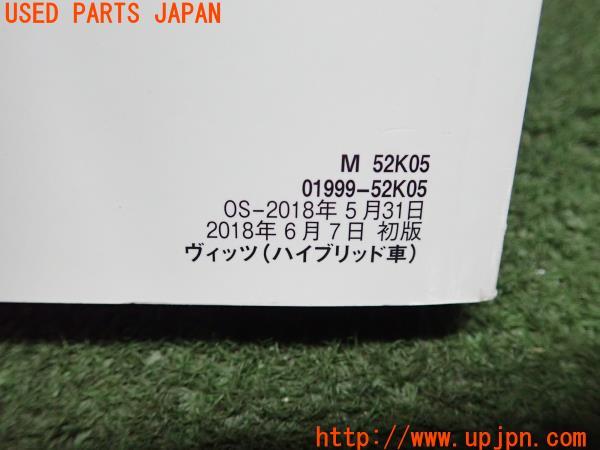 USED PARTS JAPAN
M 52K05
01999-52K05
OS-2018年5月31日
2018年6月7日 初版
ヴィッツ(ハイブリッド車)
http://www.upjpn.com/